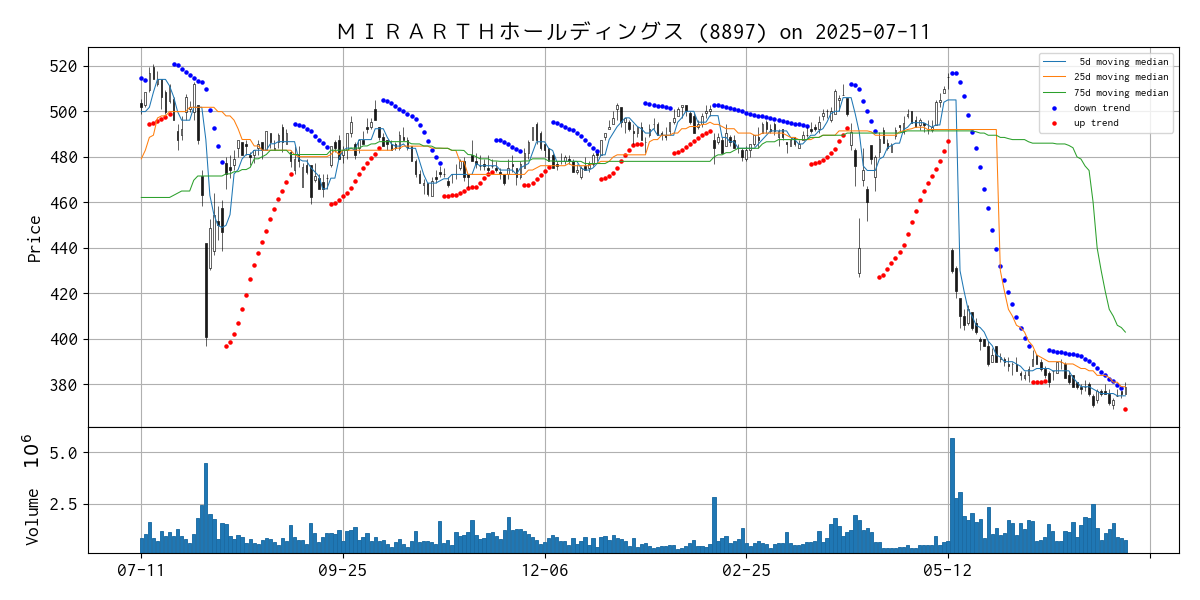 ＭＩＲＡＲＴＨホールディングス (8897) on 2025-07-11
5d moving median
25d moving median
75d moving median
down trend
up trend
Price
520
500
480
460
440
420
400
380
Volume 10^6
5.0
2.5
07-11
09-25
12-06
02-25
05-12